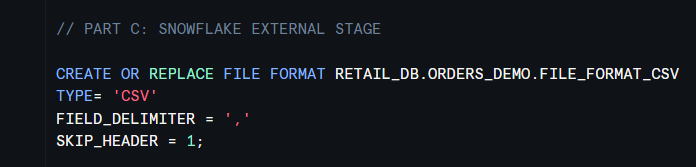 // PART C: SNOWFLAKE EXTERNAL STAGE
CREATE OR REPLACE FILE FORMAT RETAIL_DB.ORDERS_DEMO.FILE_FORMAT_CSV
TYPE= 'CSV'
FIELD_DELIMITER = ','
SKIP_HEADER = 1;